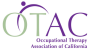 OTAC
Occupational Therapy
Association of California